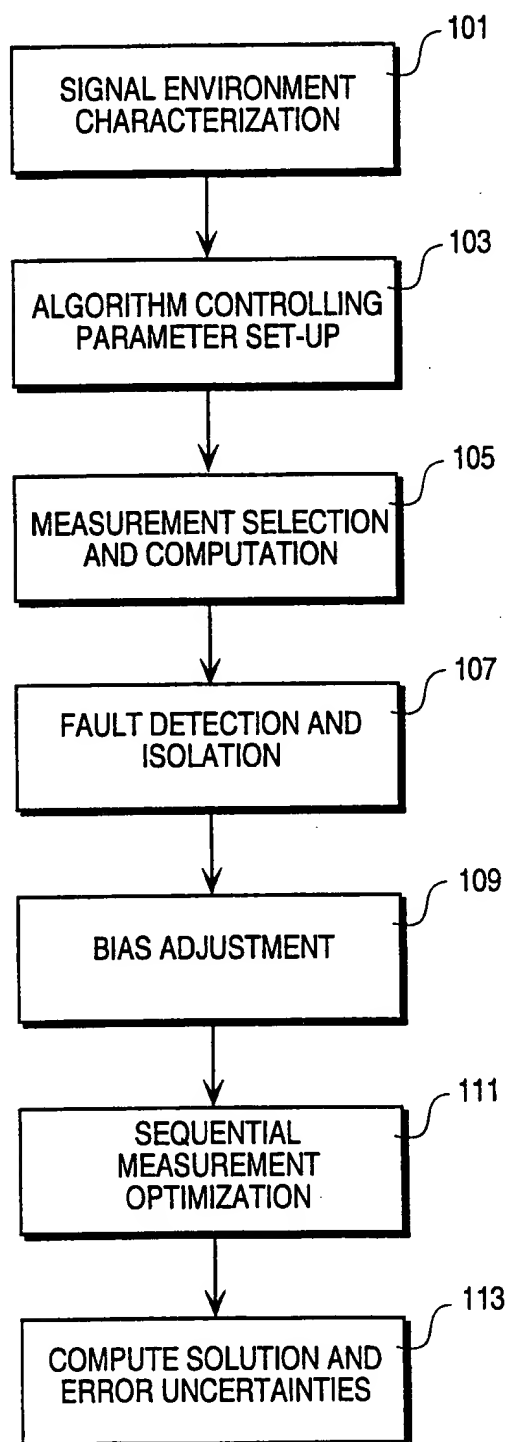 101
SIGNAL ENVIRONMENT
CHARACTERIZATION
103
ALGORITHM CONTROLLING
PARAMETER SET-UP
105
MEASUREMENT SELECTION
AND COMPUTATION
107
FAULT DETECTION AND
ISOLATION
109
BIAS ADJUSTMENT
111
SEQUENTIAL
MEASUREMENT
OPTIMIZATION
113
COMPUTE SOLUTION AND
ERROR UNCERTAINTIES